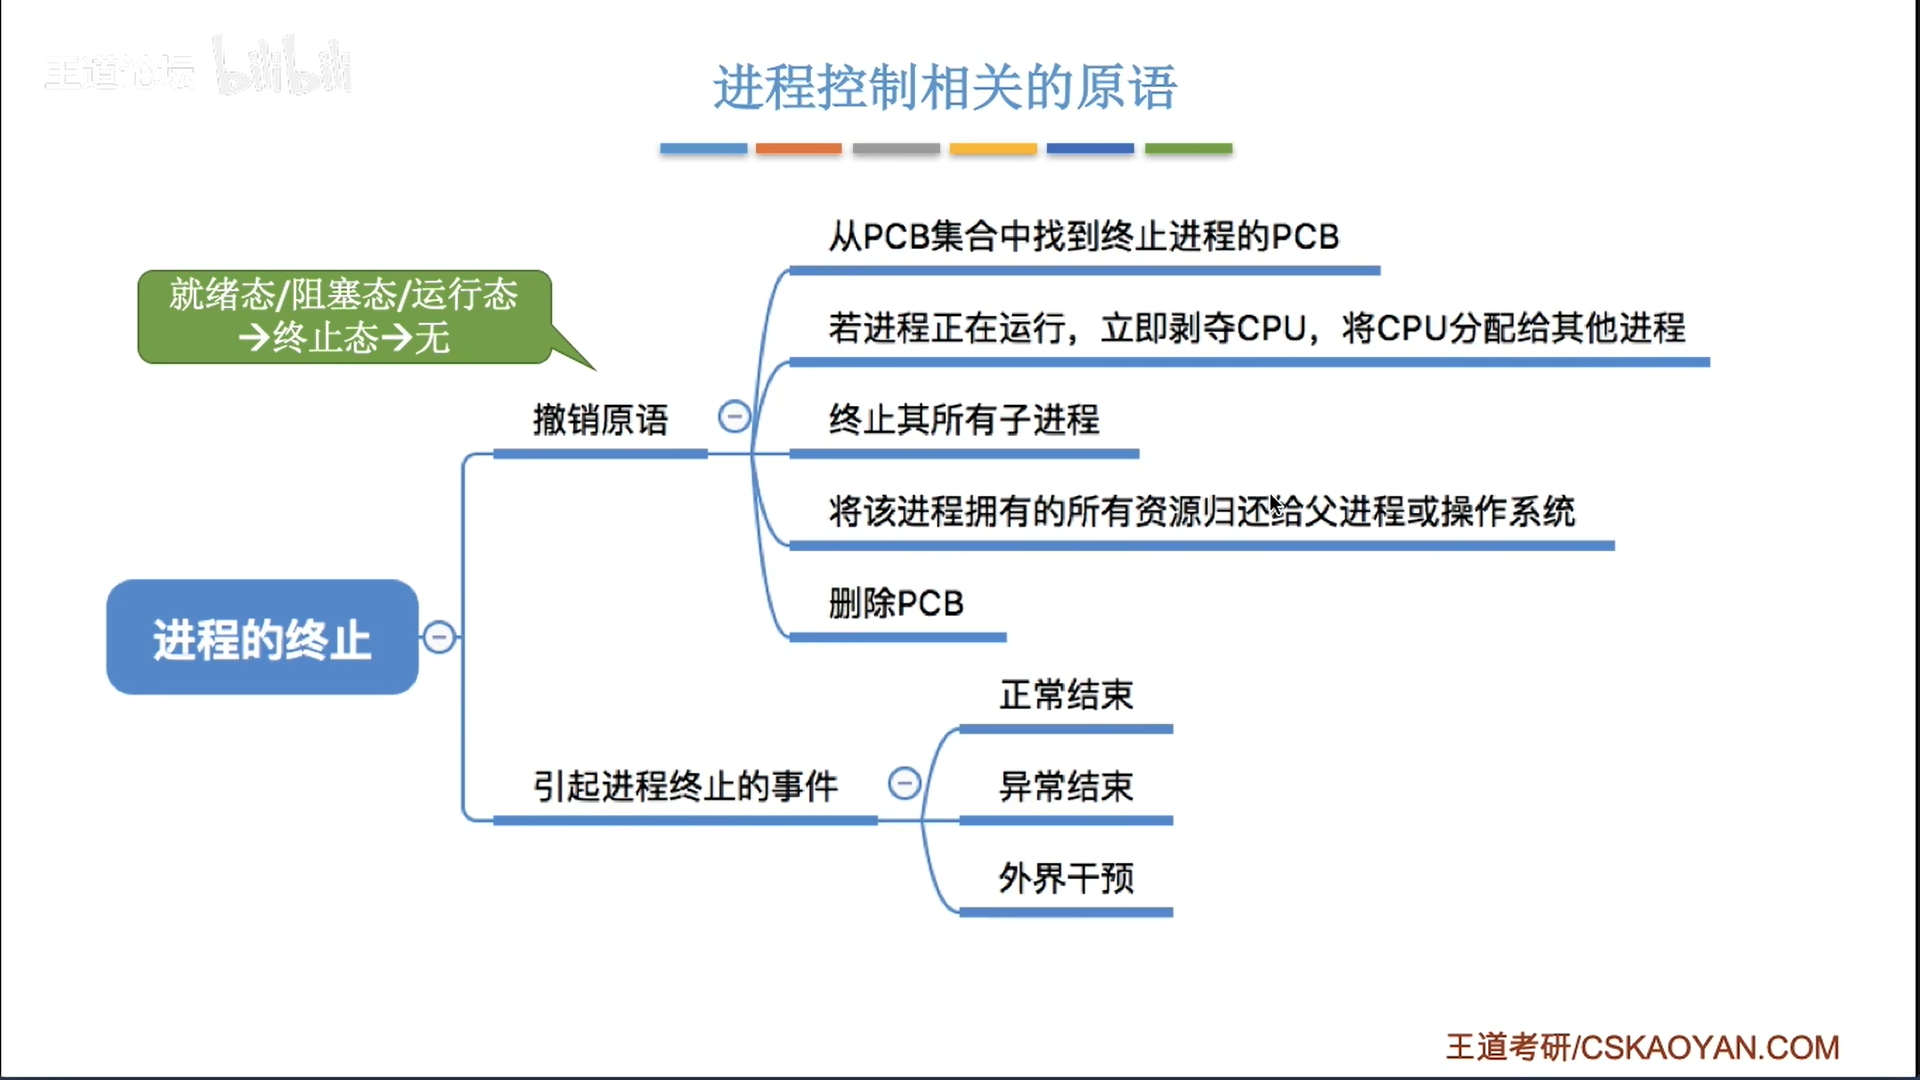 王道论坛 bilibili
进程控制相关的原语
就绪态/阻塞态/运行态
→终止态→无
从PCB集合中找到终止进程的PCB
若进程正在运行，立即剥夺CPU，将CPU分配给其他进程
撤销原语
终止其所有子进程
将该进程拥有的所有资源归还给父进程或操作系统
删除PCB
进程的终止
正常结束
引起进程终止的事件
异常结束
外界干预
王道考研/CSKAOYAN.COM